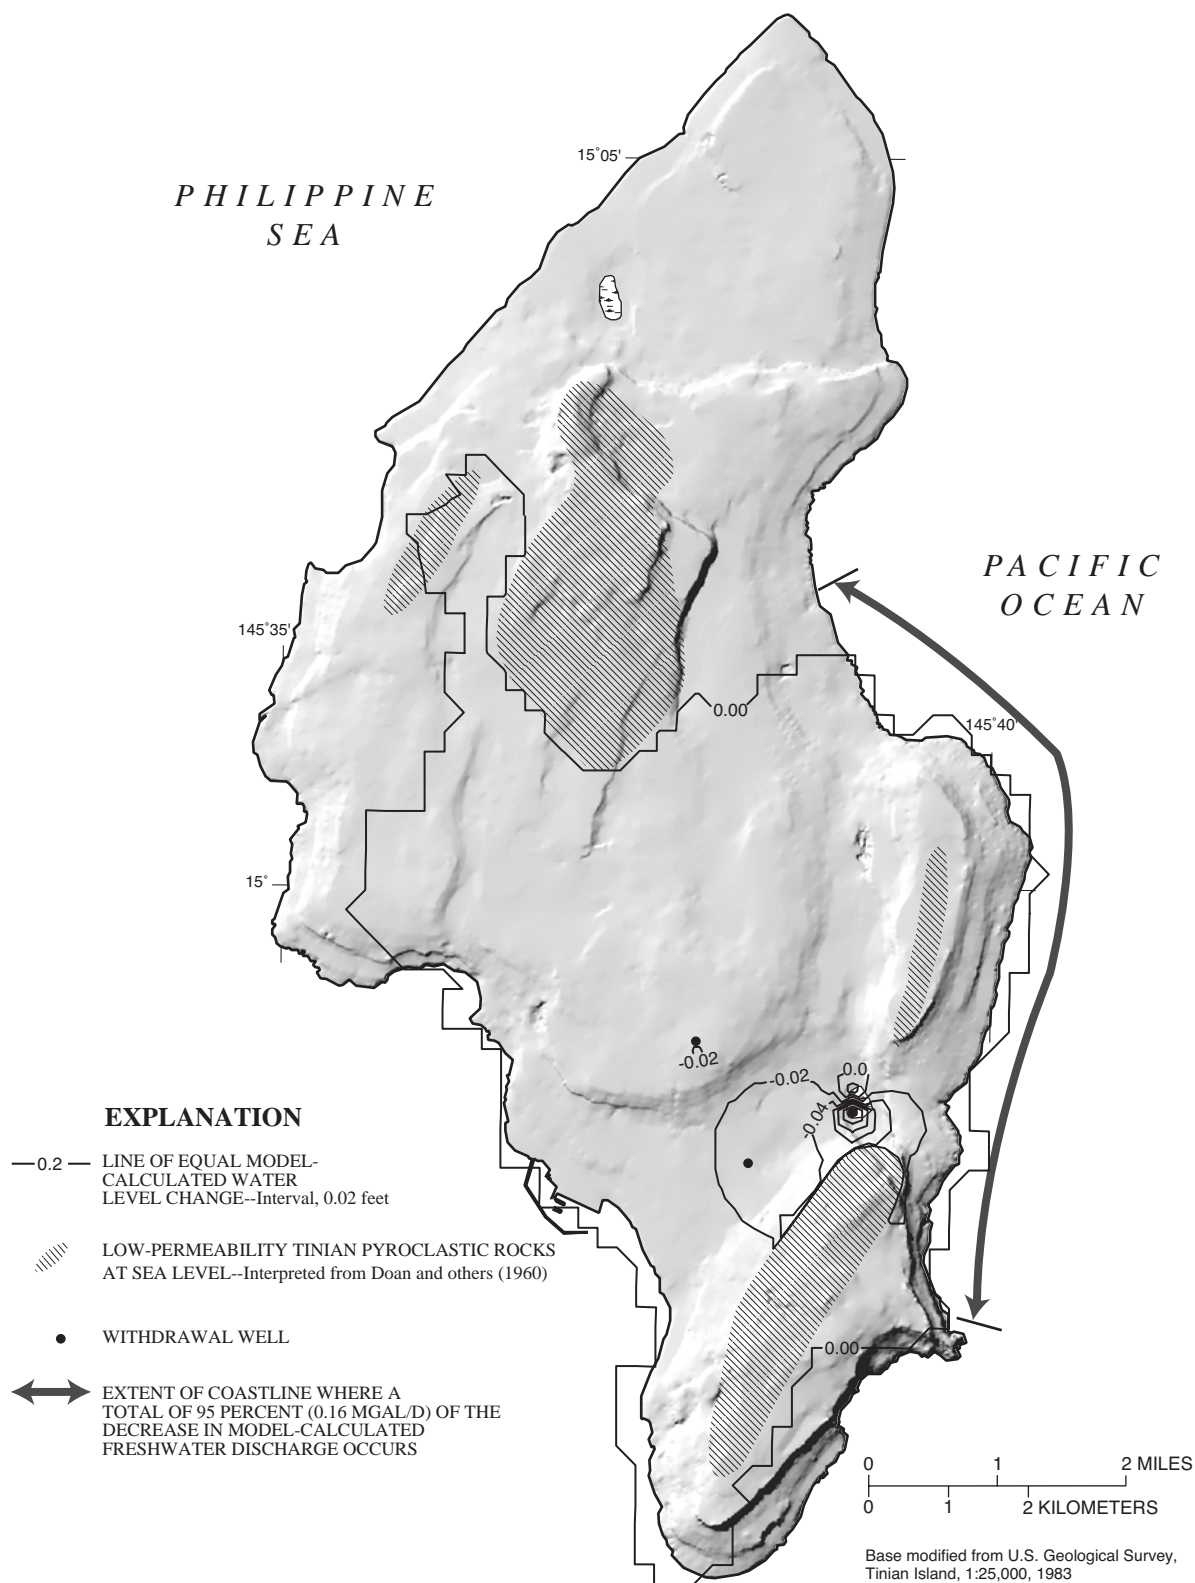 15°05'
PHILIPPINE
SEA
PACIFIC
OCEAN
145°35'
0.00
145°40'
15°
-0.02
-0.02
0.0
-0.04
0.00
EXPLANATION
0.2
LINE OF EQUAL MODEL-
CALCULATED WATER
LEVEL CHANGE--Interval, 0.02 feet
LOW-PERMEABILITY TINIAN PYROCLASTIC ROCKS
AT SEA LEVEL--Interpreted from Doan and others (1960)
WITHDRAWAL WELL
EXTENT OF COASTLINE WHERE A
TOTAL OF 95 PERCENT (0.16 MGAL/D) OF THE
DECREASE IN MODEL-CALCULATED
FRESHWATER DISCHARGE OCCURS
0 1 2 MILES
0 1 2 KILOMETERS
Base modified from U.S. Geological Survey,
Tinian Island, 1:25,000, 1983